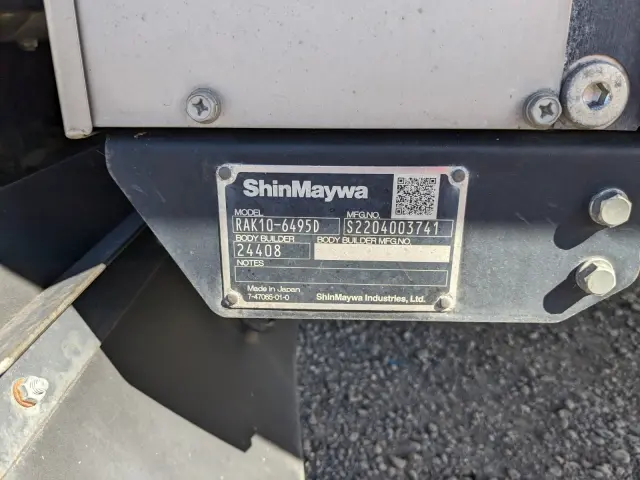 ShinMaywa
MODEL MFG.NO.
RAK10-6495D S2204003741
BODY BUILDER BODY BUILDER MFG.NO.
24408
NOTES
Made in Japan
7-47065-01-0 ShinMaywa Industries, Ltd.